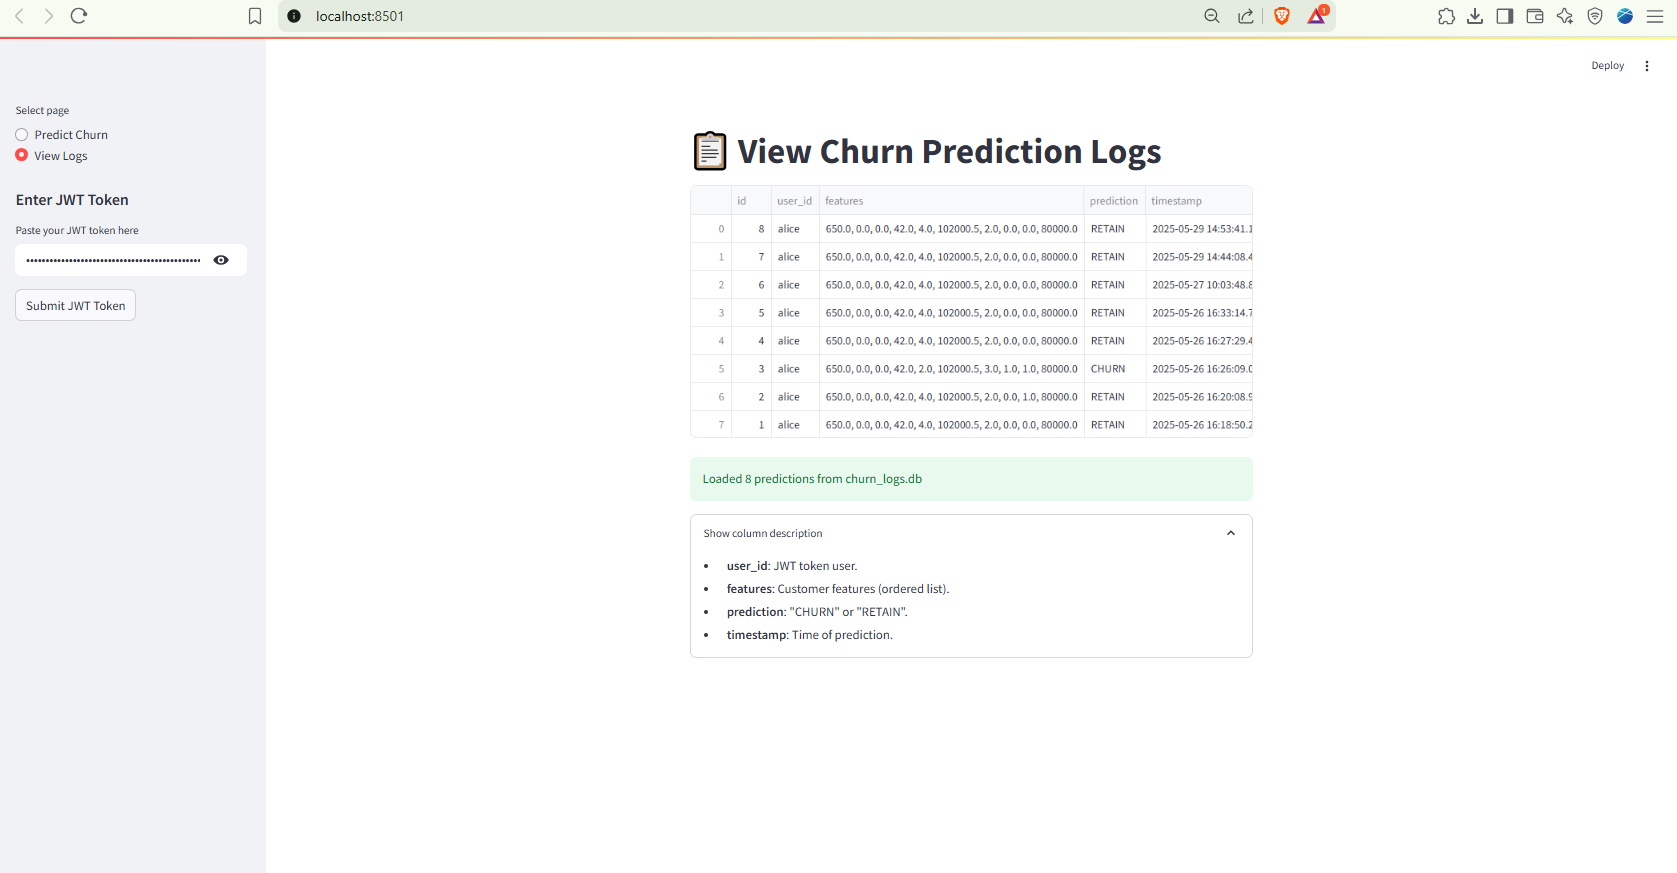 localhost:8501
1
Deploy
Select page
Predict Churn
View Logs
Enter JWT Token
Paste your JWT token here
Submit JWT Token
View Churn Prediction Logs
id user_id features prediction timestamp
0 8 alice 650.0, 0.0, 0.0, 42.0, 4.0, 102000.5, 2.0, 0.0, 0.0, 80000.0 RETAIN 2025-05-29 14:53:41.1
1 7 alice 650.0, 0.0, 0.0, 42.0, 4.0, 102000.5, 2.0, 0.0, 0.0, 80000.0 RETAIN 2025-05-29 14:44:08.4
2 6 alice 650.0, 0.0, 0.0, 42.0, 4.0, 102000.5, 2.0, 0.0, 0.0, 80000.0 RETAIN 2025-05-27 10:03:48.8
3 5 alice 650.0, 0.0, 0.0, 42.0, 4.0, 102000.5, 2.0, 0.0, 0.0, 80000.0 RETAIN 2025-05-26 16:33:14.7
4 4 alice 650.0, 0.0, 0.0, 42.0, 4.0, 102000.5, 2.0, 0.0, 0.0, 80000.0 RETAIN 2025-05-26 16:27:29.4
5 3 alice 650.0, 0.0, 0.0, 42.0, 2.0, 102000.5, 3.0, 1.0, 1.0, 80000.0 CHURN 2025-05-26 16:26:09.0
6 2 alice 650.0, 0.0, 0.0, 42.0, 4.0, 102000.5, 2.0, 0.0, 1.0, 80000.0 RETAIN 2025-05-26 16:20:08.9
7 1 alice 650.0, 0.0, 0.0, 42.0, 4.0, 102000.5, 2.0, 0.0, 0.0, 80000.0 RETAIN 2025-05-26 16:18:50.2
Loaded 8 predictions from churn_logs.db
Show column description
• user_id: JWT token user.
• features: Customer features (ordered list).
• prediction: "CHURN" or "RETAIN".
• timestamp: Time of prediction.